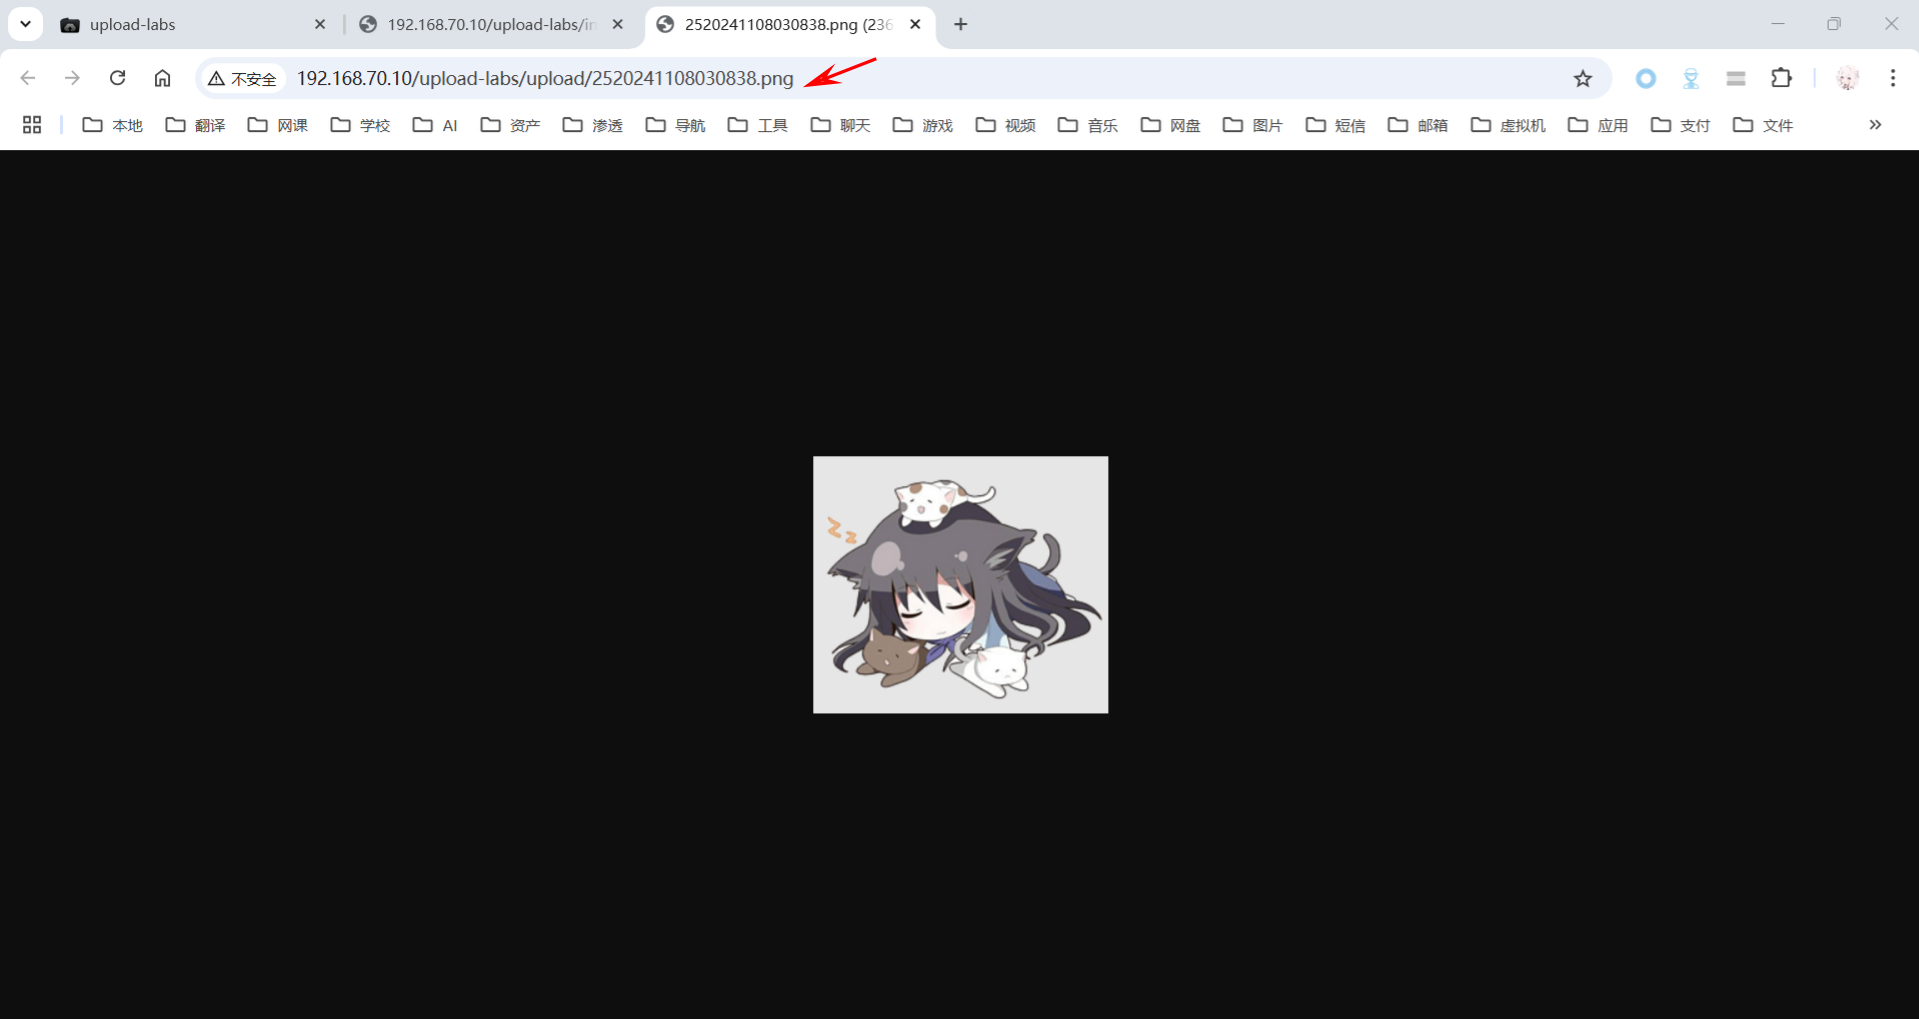 upload-labs
192.168.70.10/upload-labs/in
2520241108030838.png (236
不安全
192.168.70.10/upload-labs/upload/2520241108030838.png
本地 翻译 网课 学校 AI 资产 渗透 导航 工具 聊天 游戏 视频 音乐 网盘 图片 短信 邮箱 虚拟机 应用 支付 文件
zz